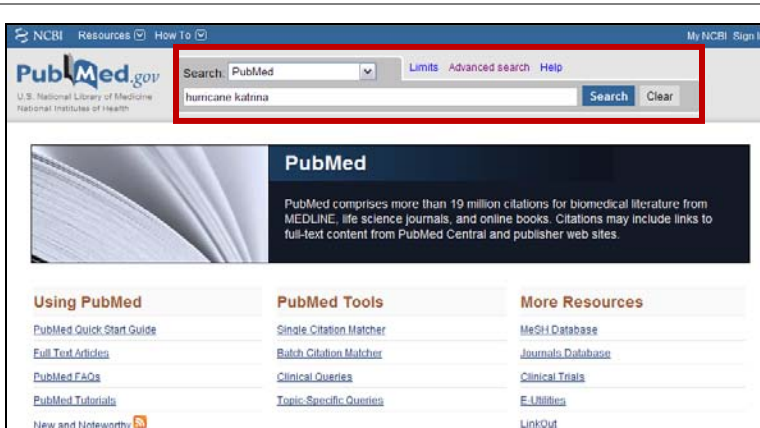 NCBI Resources How To My NCBI Sign I
PubMed.gov
U.S. National Library of Medicine
National Institutes of Health
Search: PubMed Limits Advanced search Help
hurricane katrina Search Clear
PubMed
PubMed comprises more than 19 million citations for biomedical literature from
MEDLINE, life science journals, and online books. Citations may include links to
full-text content from PubMed Central and publisher web sites.
Using PubMed
PubMed Quick Start Guide
Full Text Articles
PubMed FAQs
PubMed Tutorials
New and Noteworthy
PubMed Tools
Single Citation Matcher
Batch Citation Matcher
Clinical Queries
Topic-Specific Queries
More Resources
MeSH Database
Journals Database
Clinical Trials
E-Utilities
LinkOut